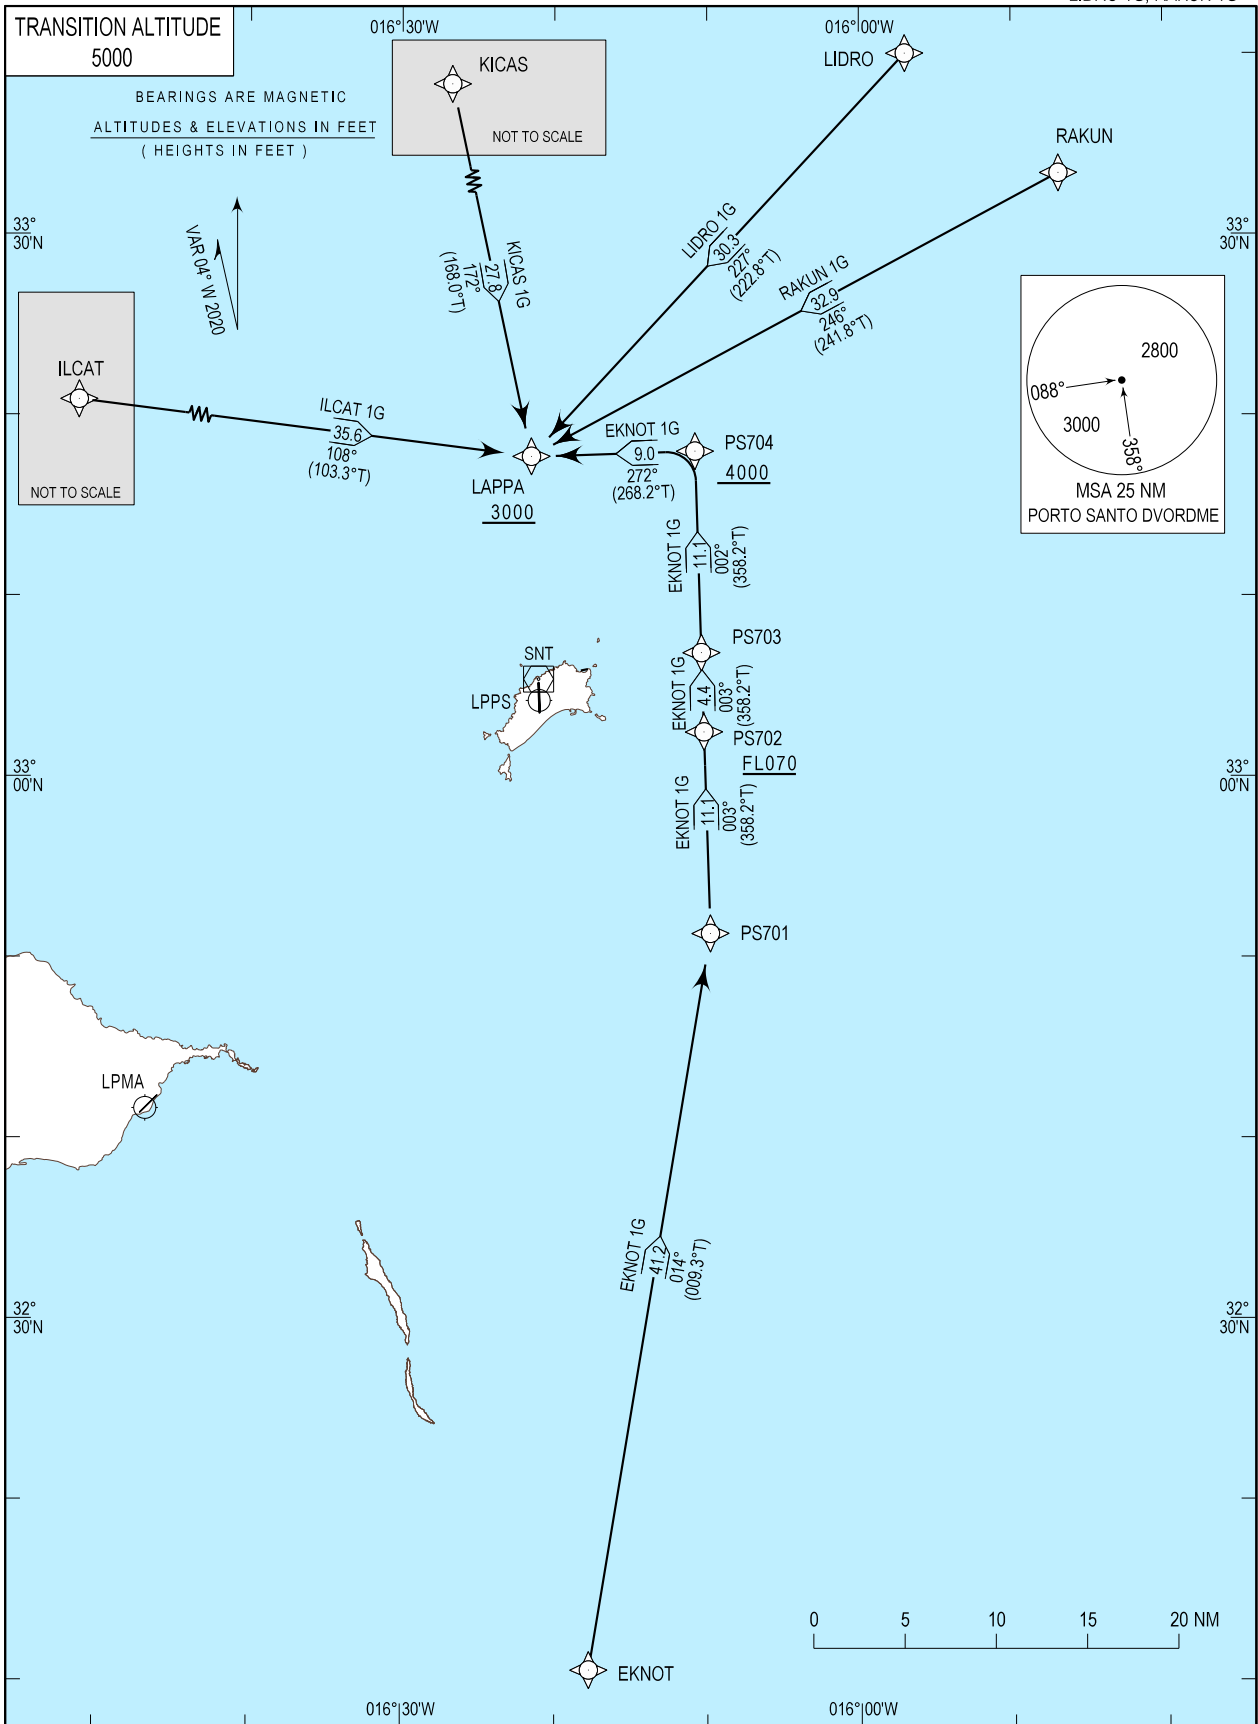 TRANSITION ALTITUDE
5000
016°30'W
016°00'W
BEARINGS ARE MAGNETIC
ALTITUDES & ELEVATIONS IN FEET
( HEIGHTS IN FEET )
VAR 04° W 2020
KICAS
NOT TO SCALE
LIDRO
RAKUN
33°
30'N
33°
30'N
KICAS 1G
27.8
172°
(168.0°T)
LIDRO 1G
30.3
227°
(222.8°T)
RAKUN 1G
32.9
246°
(241.8°T)
ILCAT
NOT TO SCALE
ILCAT 1G
35.6
108°
(103.3°T)
2800
088°
3000
358°
MSA 25 NM
PORTO SANTO DVORDME
EKNOT 1G
9.0
272°
(268.2°T)
PS704
4000
LAPPA
3000
EKNOT 1G
11.1
002°
(358.2°T)
PS703
SNT
LPPS
EKNOT 1G
4.4
003°
(358.2°T)
PS702
FL070
33°
00'N
33°
00'N
EKNOT 1G
11.1
003°
(358.2°T)
PS701
LPMA
EKNOT 1G
41.2
014°
(009.3°T)
32°
30'N
32°
30'N
0 5 10 15 20 NM
EKNOT
016°30'W
016°00'W